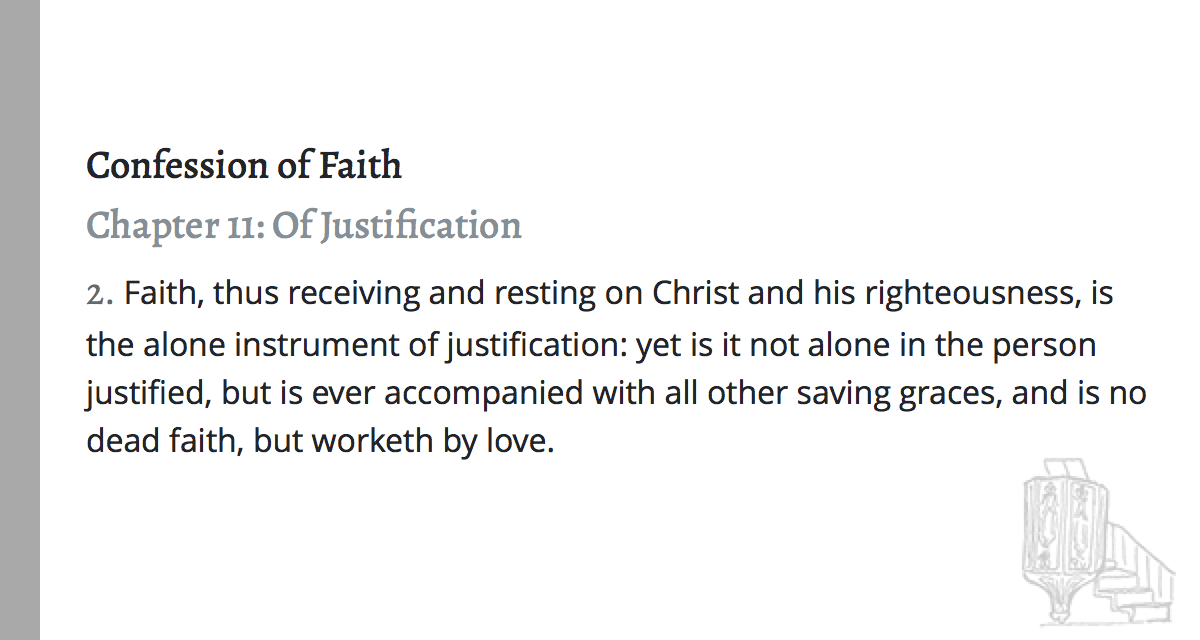 Confession of Faith
Chapter 11: Of Justification
2. Faith, thus receiving and resting on Christ and his righteousness, is
the alone instrument of justification: yet is it not alone in the person
justified, but is ever accompanied with all other saving graces, and is no
dead faith, but worketh by love.